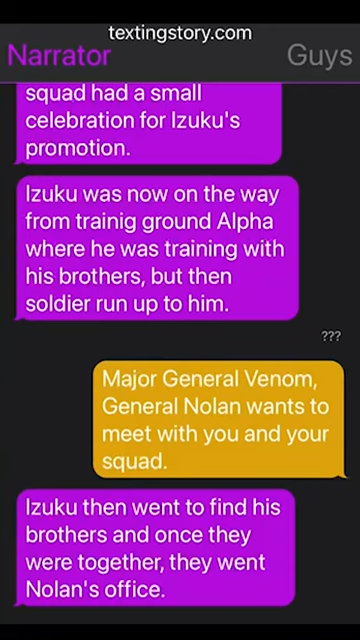 textingstory.com
Narrator
Guys
squad had a small
celebration for Izuku's
promotion.
Izuku was now on the way
from trainig ground Alpha
where he was training with
his brothers, but then
soldier run up to him.
???
Major General Venom,
General Nolan wants to
meet with you and your
squad.
Izuku then went to find his
brothers and once they
were together, they went
Nolan's office.